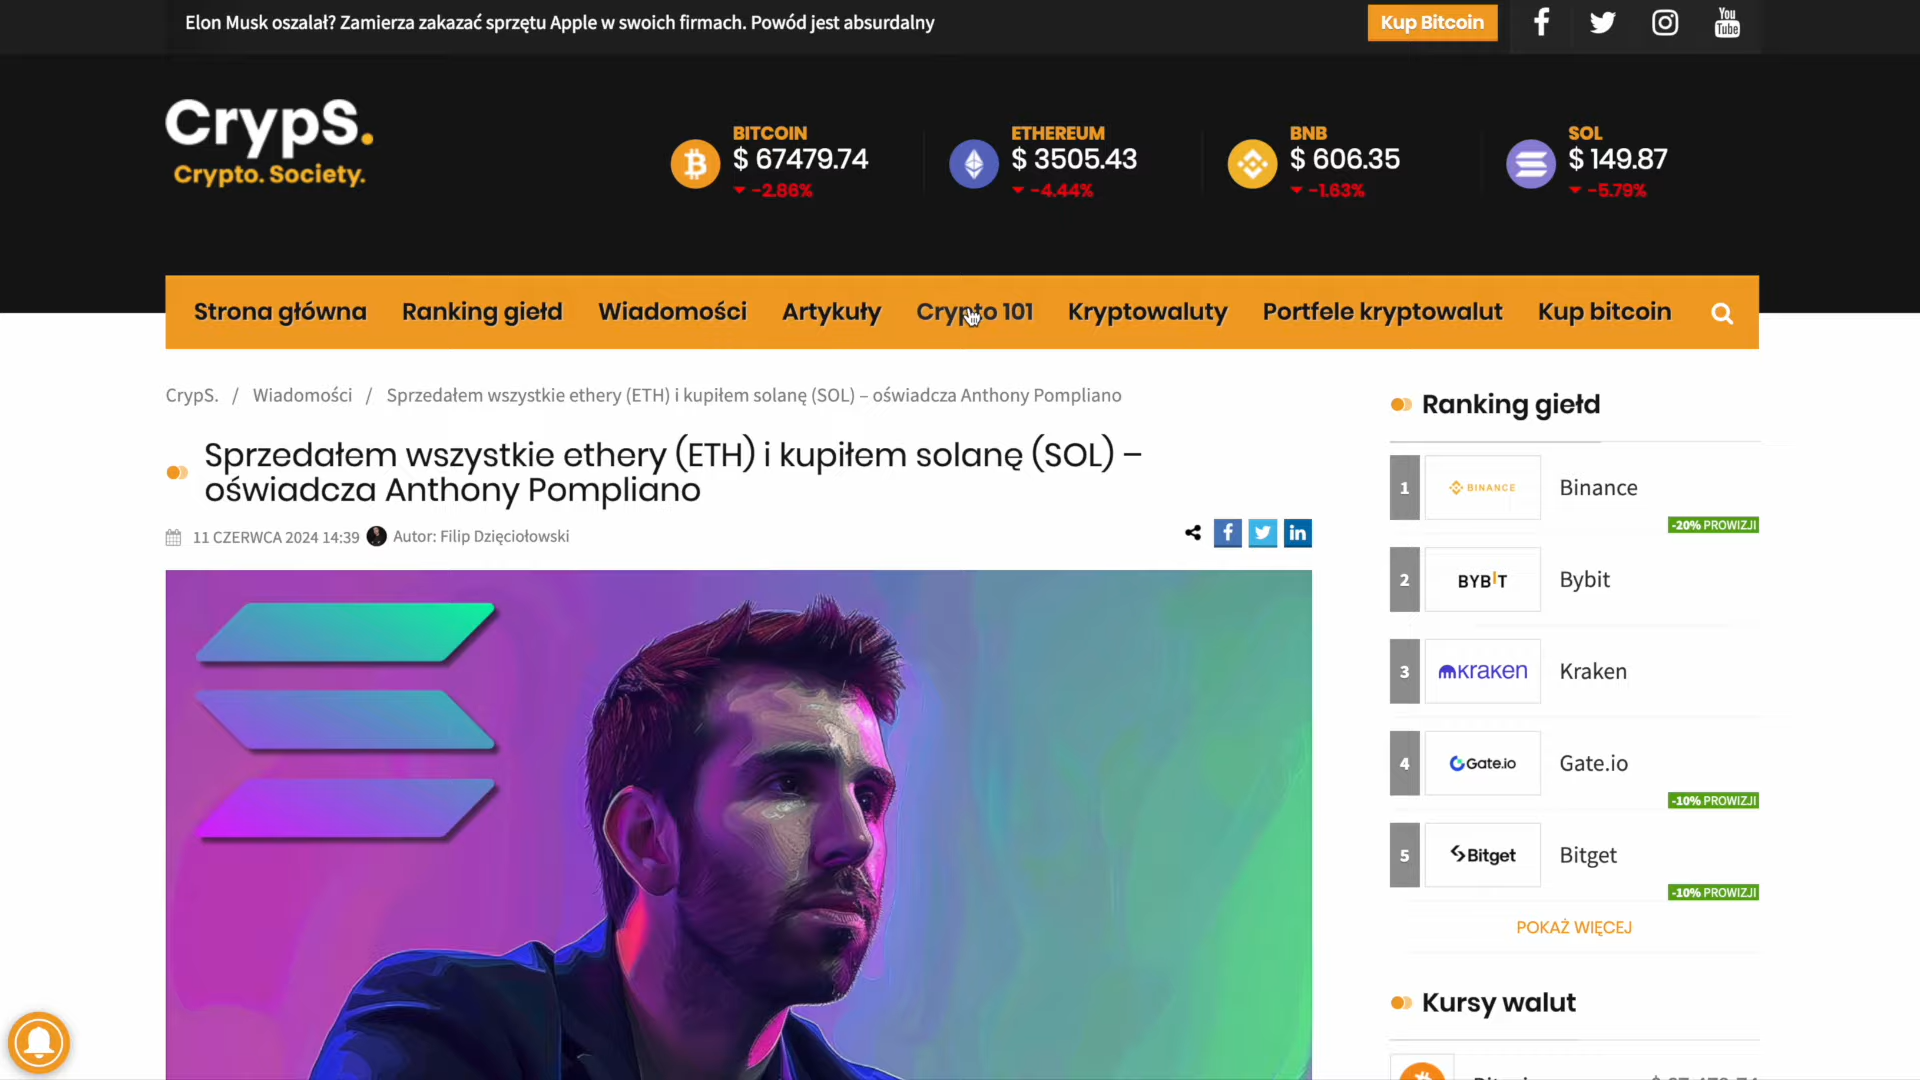 Elon Musk oszalał? Zamierza zakazać sprzętu Apple w swoich firmach. Powód jest absurdalny
Kup Bitcoin
You
Tube
CrypS.
Crypto. Society.
BITCOIN
$ 67479.74
-2.86%
ETHEREUM
$ 3505.43
-4.44%
BNB
$ 606.35
-1.63%
SOL
$ 149.87
-5.79%
Strona główna
Ranking giełd
Wiadomości
Artykuły
Crypto 101
Kryptowaluty
Portfele kryptowalut
Kup bitcoin
CrypS. / Wiadomości / Sprzedałem wszystkie ethery (ETH) i kupiłem solanę (SOL) – oświadcza Anthony Pompliano
Sprzedałem wszystkie ethery (ETH) i kupiłem solanę (SOL) –
oświadcza Anthony Pompliano
11 CZERWCA 2024 14:39 Autor: Filip Dzięciołowski
Ranking giełd
1 BINANCE Binance
-20% PROWIZJI
2 BYBIT Bybit
3 kraken Kraken
4 Gate.io Gate.io
-10% PROWIZJI
5 Bitget Bitget
-10% PROWIZJI
POKAŻ WIĘCEJ
Kursy walut